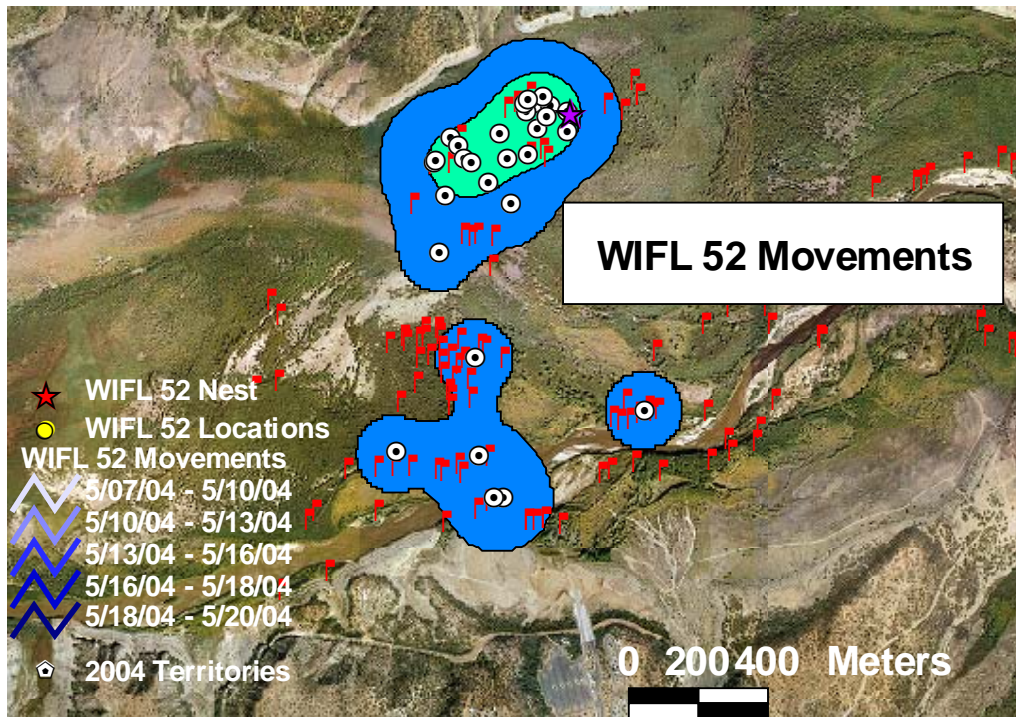 WIFL 52 Movements
WIFL 52 Nest
WIFL 52 Locations
WIFL 52 Movements
5/07/04 - 5/10/04
5/10/04 - 5/13/04
5/13/04 - 5/16/04
5/16/04 - 5/18/04
5/18/04 - 5/20/04
2004 Territories
0 200 400 Meters